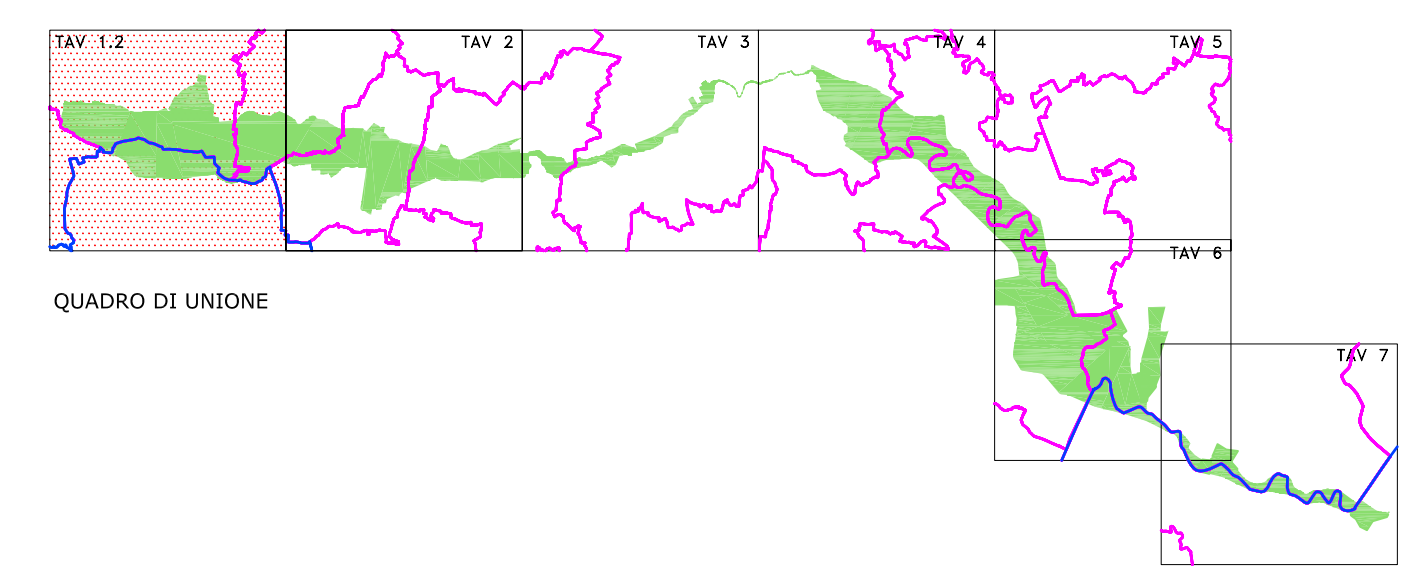 TAV 1.2
TAV 2
TAV 3
TAV 4
TAV 5
TAV 6
QUADRO DI UNIONE
TAV 7